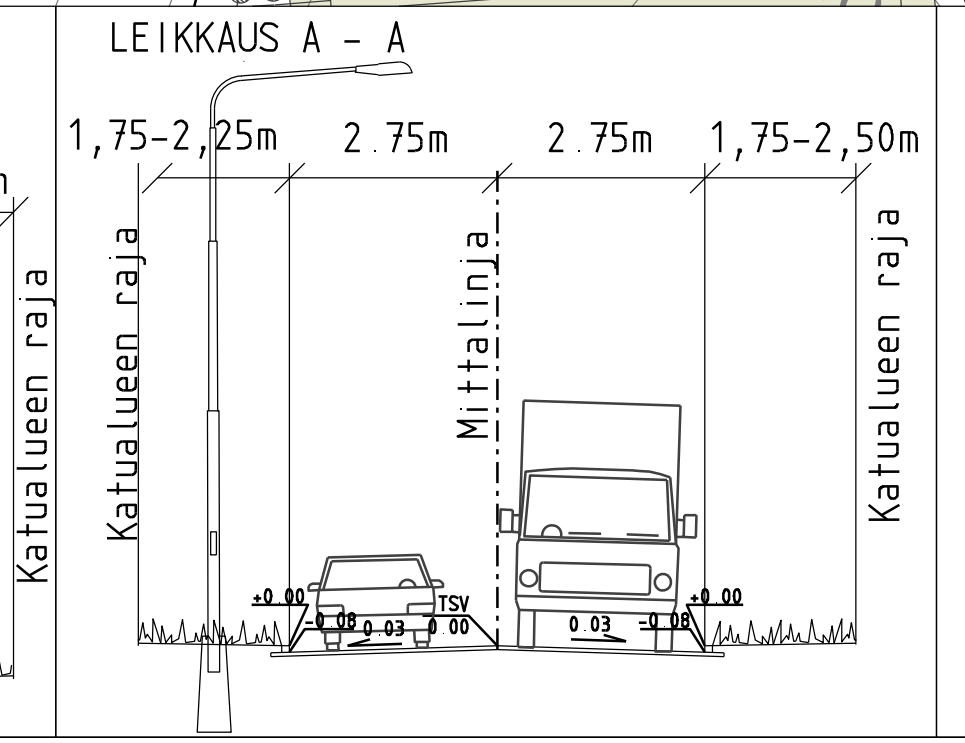 LEIKKAUS A - A
1,75-2,25m
2.75m
2.75m
1,75-2,50m
Katualueen raja
Katualueen raja
Mittalinja
Katualueen raja
+0.00
-0.08
0.03
TSV
0.00
0.03
-0.08
+0.00